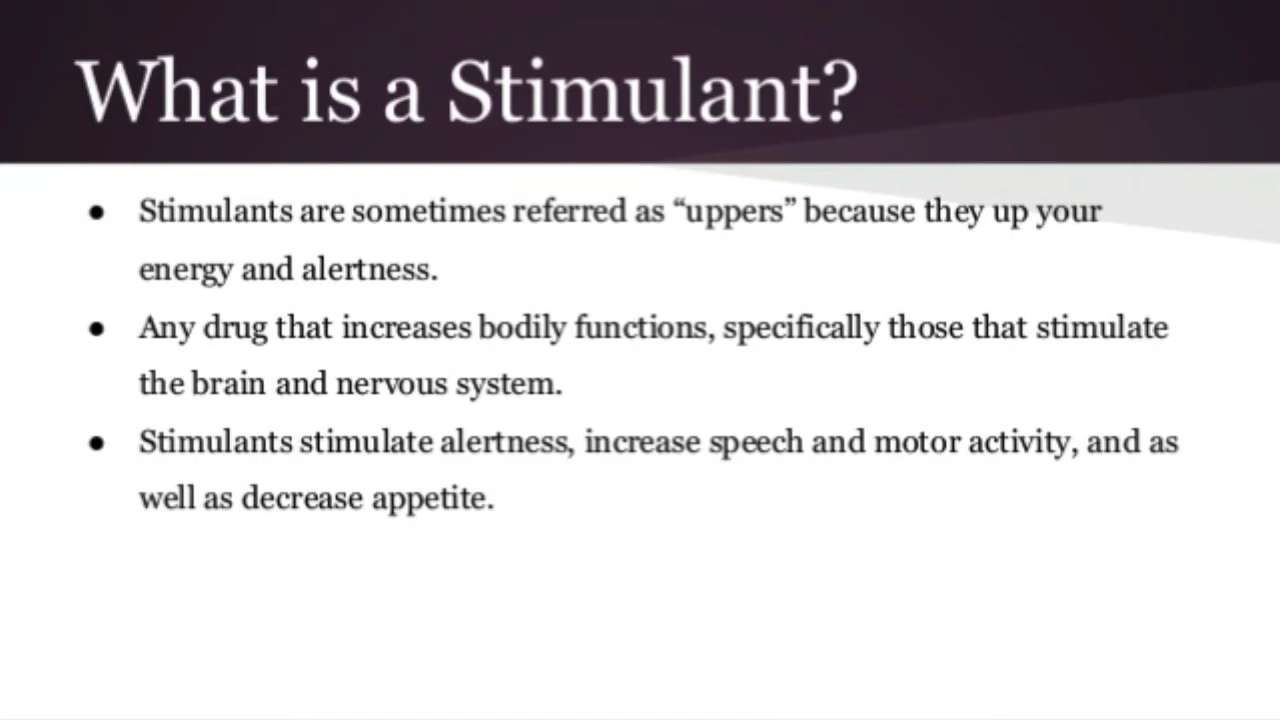 What is a Stimulant?
● Stimulants are sometimes referred as “uppers” because they up your
energy and alertness.
● Any drug that increases bodily functions, specifically those that stimulate
the brain and nervous system.
● Stimulants stimulate alertness, increase speech and motor activity, and as
well as decrease appetite.